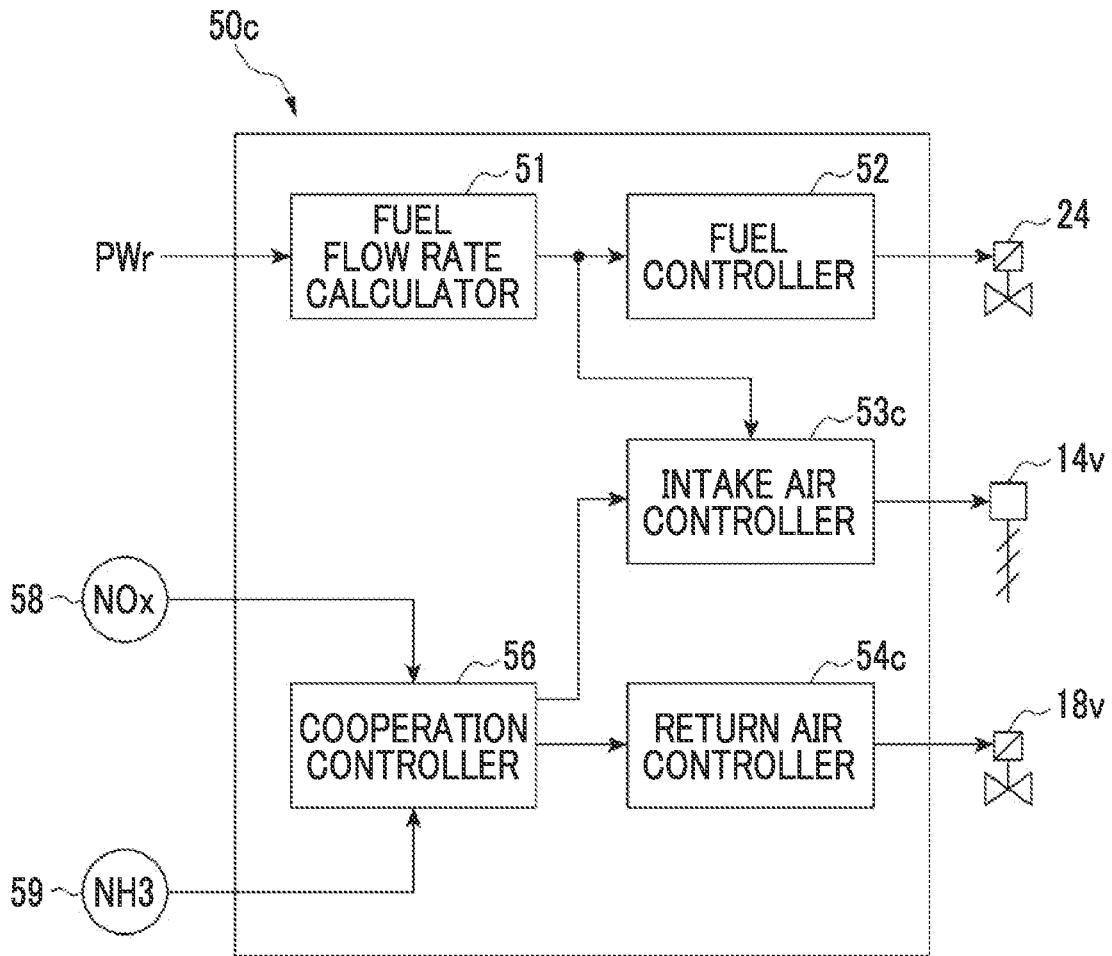 50c
51
52
24
PWr
FUEL
FLOW RATE
CALCULATOR
FUEL
CONTROLLER
53c
14v
INTAKE AIR
CONTROLLER
58
NOx
56
54c
18v
COOPERATION
CONTROLLER
RETURN AIR
CONTROLLER
59
NH3